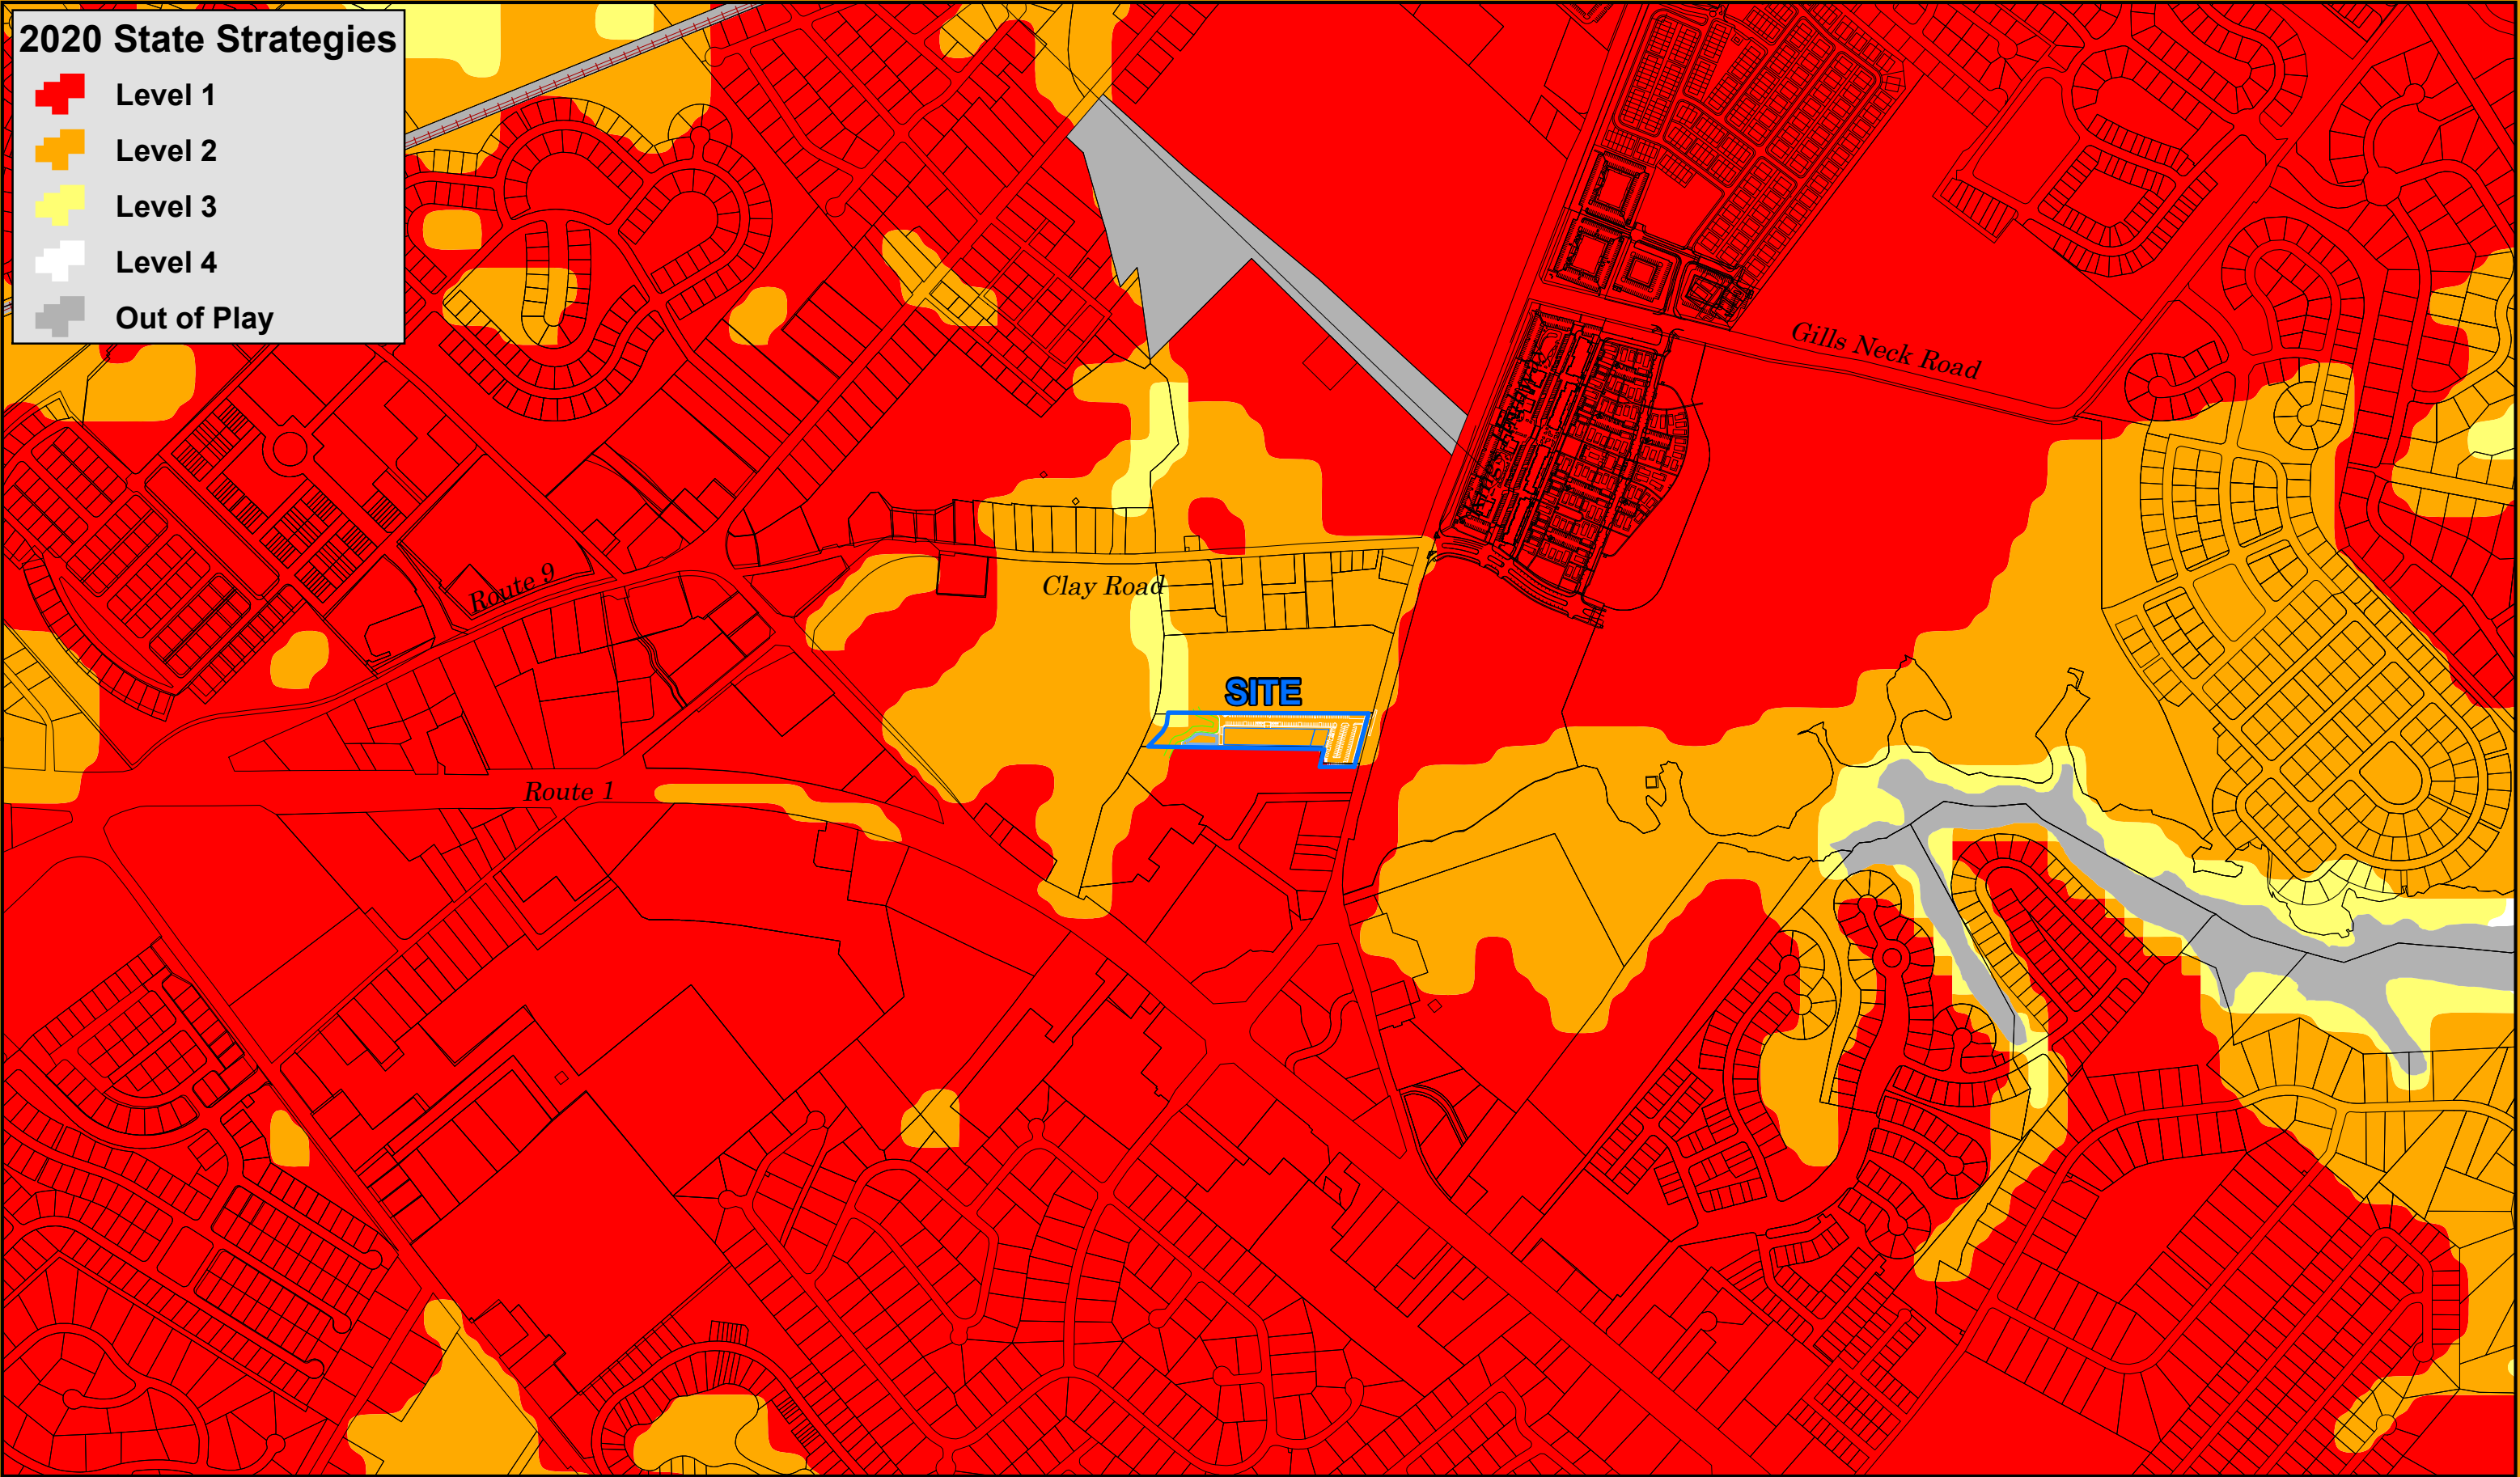 2020 State Strategies
Level 1
Level 2
Level 3
Level 4
Out of Play
Gills Neck Road
Route 9
Clay Road
SITE
Route 1